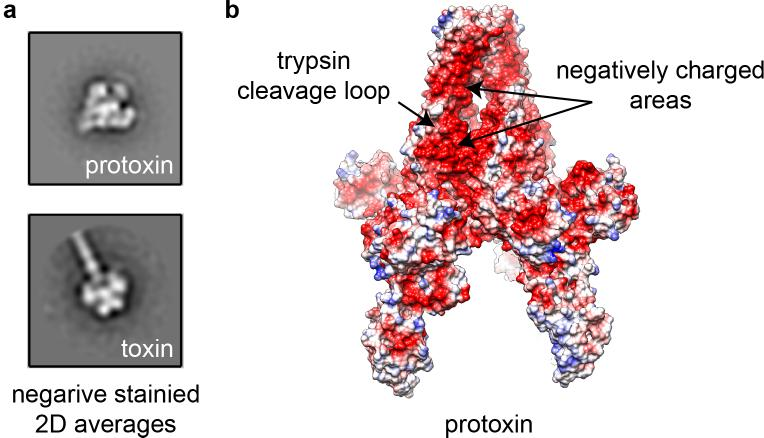 a
protoxin
toxin
negarive stainied
2D averages
b
trypsin
cleavage loop
negatively charged
areas
protoxin